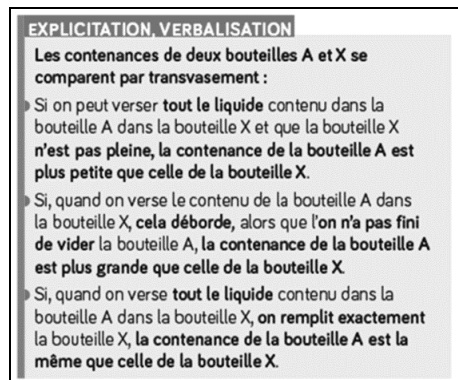 EXPLICITATION, VERBALISATION
Les contenances de deux bouteilles A et X se
comparent par transvasement :
Si on peut verser tout le liquide contenu dans la
bouteille A dans la bouteille X et que la bouteille X
n'est pas pleine, la contenance de la bouteille A est
plus petite que celle de la bouteille X.
Si, quand on verse le contenu de la bouteille A dans
la bouteille X, cela déborde, alors que l'on n'a pas fini
de vider la bouteille A, la contenance de la bouteille A
est plus grande que celle de la bouteille X.
Si, quand on verse tout le liquide contenu dans la
bouteille A dans la bouteille X, on remplit exactement
la bouteille X, la contenance de la bouteille A est la
même que celle de la bouteille X.